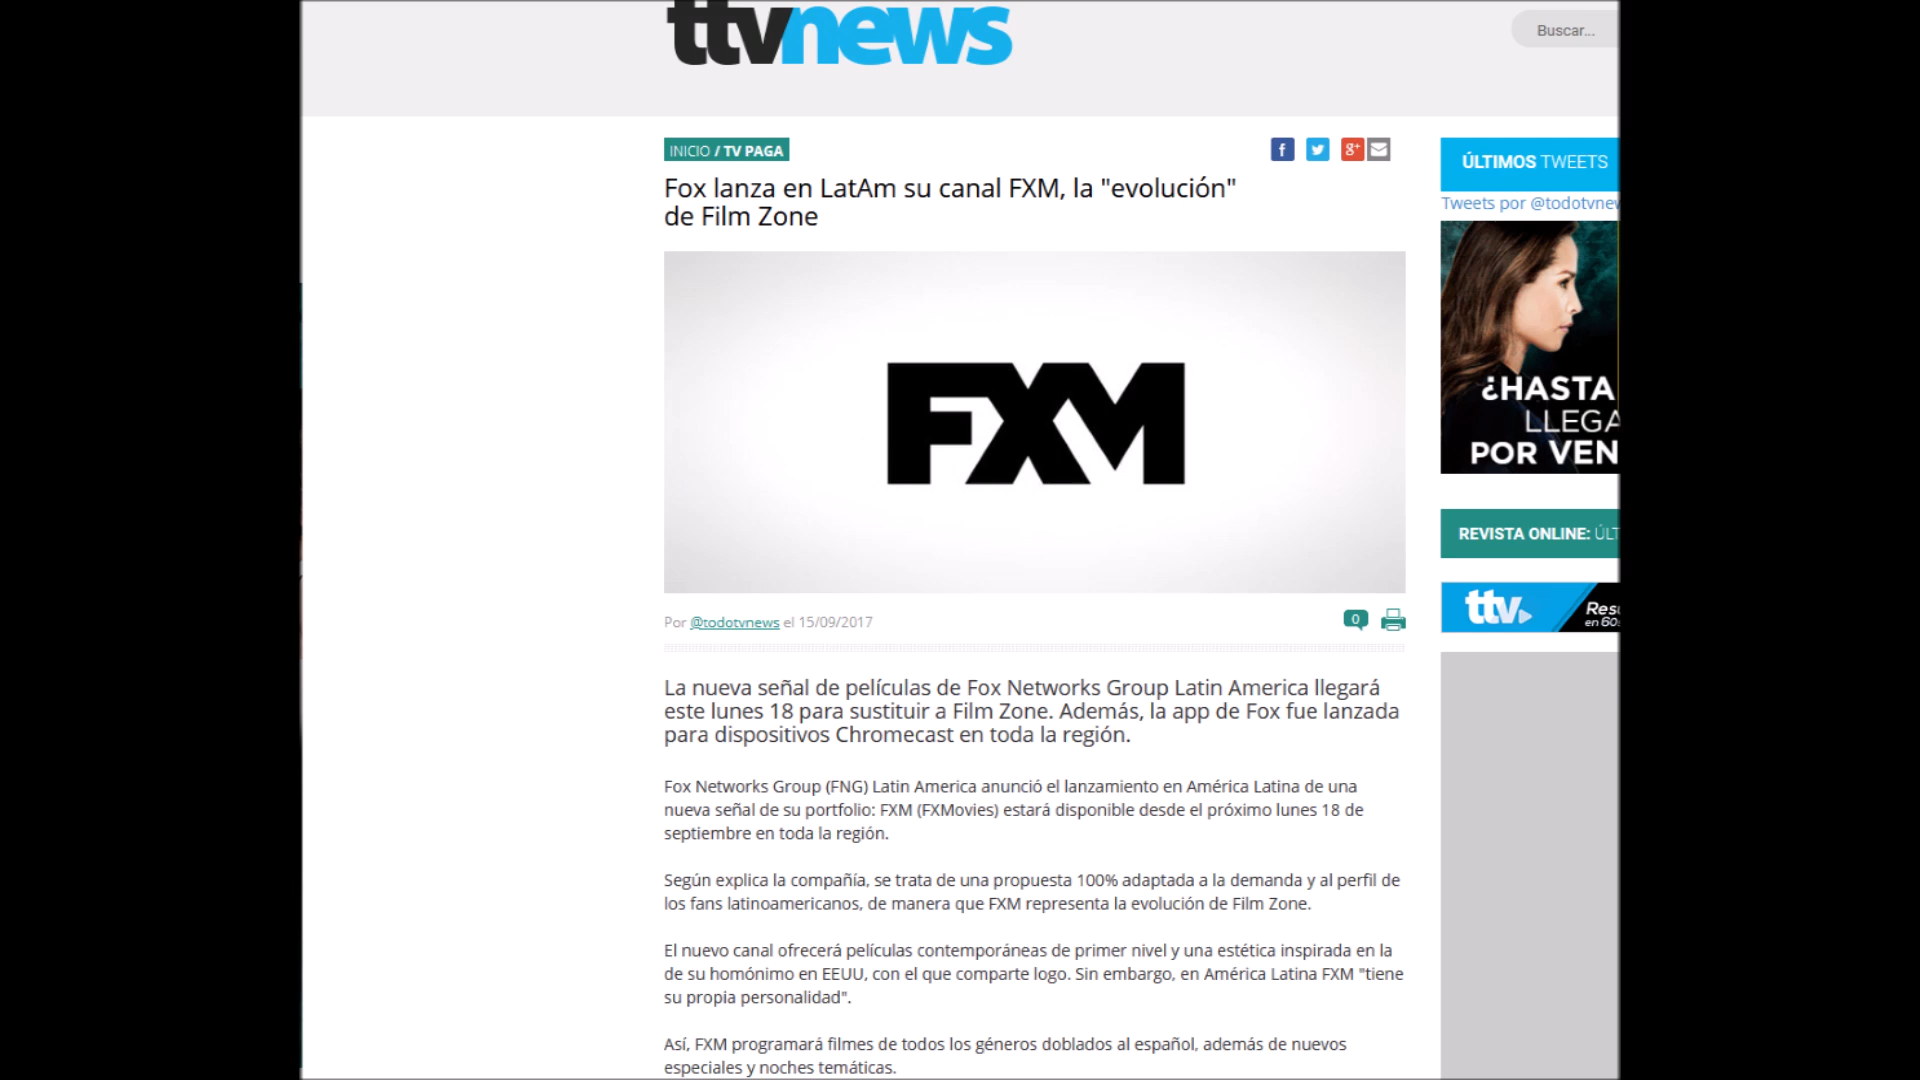 ttvnews
Buscar...
INICIO / TV PAGA
Fox lanza en LatAm su canal FXM, la "evolución"
de Film Zone
FXM
Por @todotvnews el 15/09/2017
0
La nueva señal de películas de Fox Networks Group Latin America llegará
este lunes 18 para sustituir a Film Zone. Además, la app de Fox fue lanzada
para dispositivos Chromecast en toda la región.
Fox Networks Group (FNG) Latin America anunció el lanzamiento en América Latina de una
nueva señal de su portfolio: FXM (FXMovies) estará disponible desde el próximo lunes 18 de
septiembre en toda la región.
Según explica la compañía, se trata de una propuesta 100% adaptada a la demanda y al perfil de
los fans latinoamericanos, de manera que FXM representa la evolución de Film Zone.
El nuevo canal ofrecerá películas contemporáneas de primer nivel y una estética inspirada en la
de su homónimo en EEUU, con el que comparte logo. Sin embargo, en América Latina FXM "tiene
su propia personalidad".
Así, FXM programará filmes de todos los géneros doblados al español, además de nuevos
especiales y noches temáticas.
ÚLTIMOS TWEETS
Tweets por @todotvnew
¿HASTA
LLEGA
POR VEN
REVISTA ONLINE: ÚLT
ttv
Resu
en 60